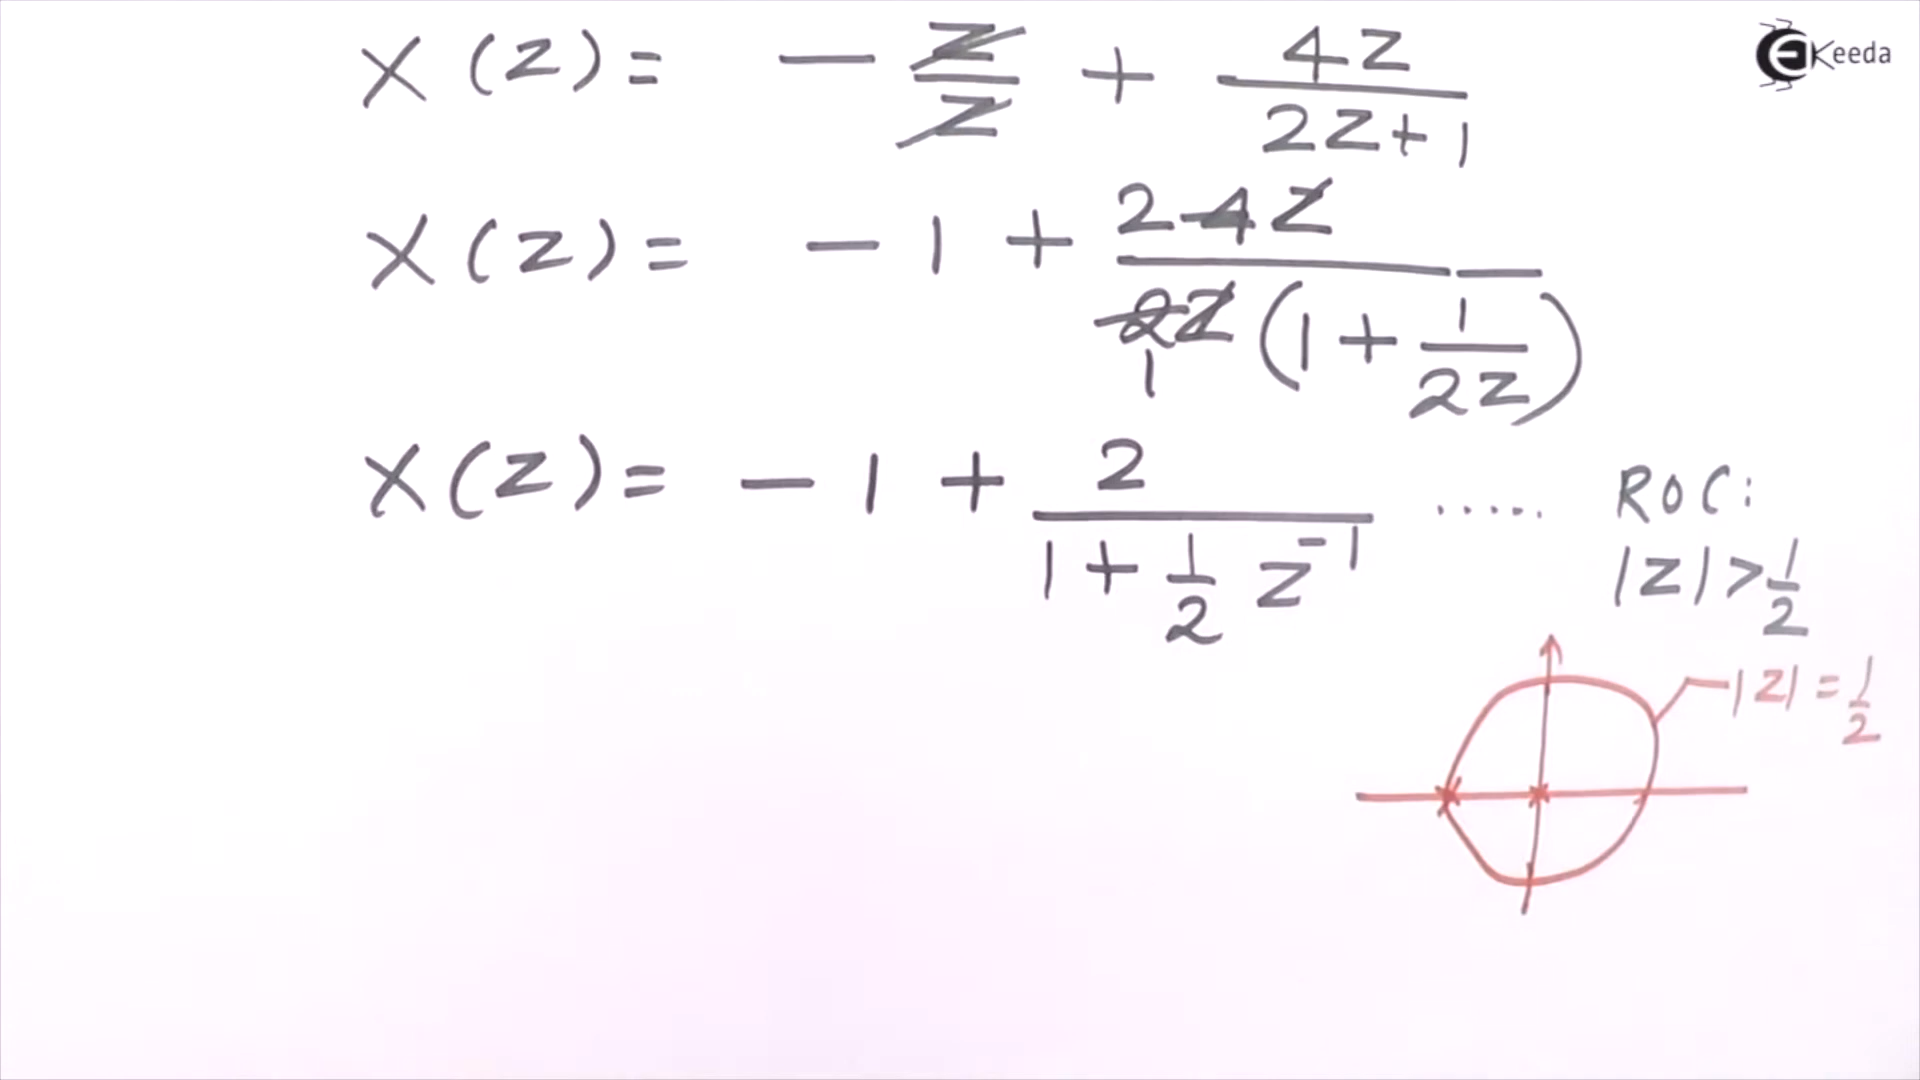 X(Z) = - Z/Z + 4Z/(2Z+1)
EKeeda
X(Z) = - 1 + 2 4Z/(2Z (1 + 1/2Z))
1
X(Z) = - 1 + 2/(1 + 1/2 Z^-1) ..... ROC:
|Z| > 1/2
|Z| = 1/2